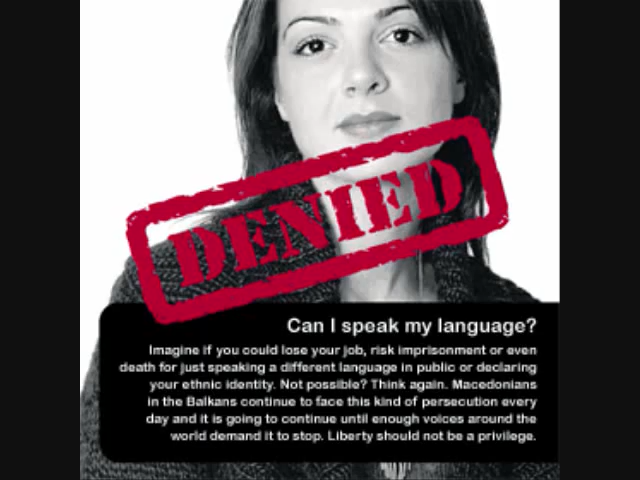 DENIED
Can I speak my language?
Imagine if you could lose your job, risk imprisonment or even
death for just speaking a different language in public or declaring
your ethnic identity. Not possible? Think again. Macedonians
in the Balkans continue to face this kind of persecution every
day and it is going to continue until enough voices around the
world demand it to stop. Liberty should not be a privilege.